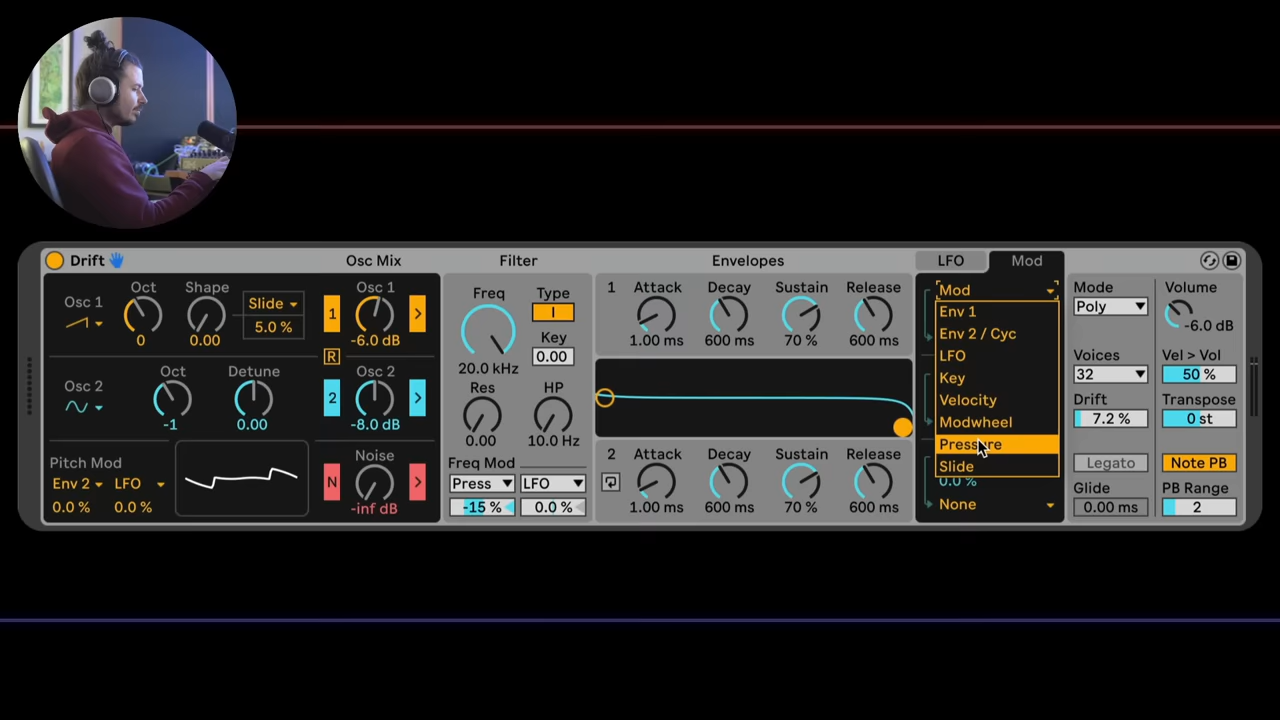 Drift
Osc Mix
Filter
Envelopes
LFO
Mod
Osc 1
Oct
0
Shape
0.00
Slide
5.0 %
1
Osc 1
-6.0 dB
R
Osc 2
Oct
-1
Detune
0.00
2
Osc 2
-8.0 dB
Pitch Mod
Env 2
LFO
0.0 %
0.0 %
N
Noise
-inf dB
Freq
20.0 kHz
Type
I
Key
0.00
Res
0.00
HP
10.0 Hz
Freq Mod
Press
LFO
-15 %
0.0 %
1
Attack
1.00 ms
Decay
600 ms
Sustain
70 %
Release
600 ms
2
Attack
1.00 ms
Decay
600 ms
Sustain
70 %
Release
600 ms
Mod
Env 1
Env 2 / Cyc
LFO
Key
Velocity
Modwheel
Pressure
Slide
0.0 %
None
Mode
Poly
Voices
32
Drift
7.2 %
Legato
Glide
0.00 ms
Volume
-6.0 dB
Vel > Vol
50 %
Transpose
0 st
Note PB
PB Range
2